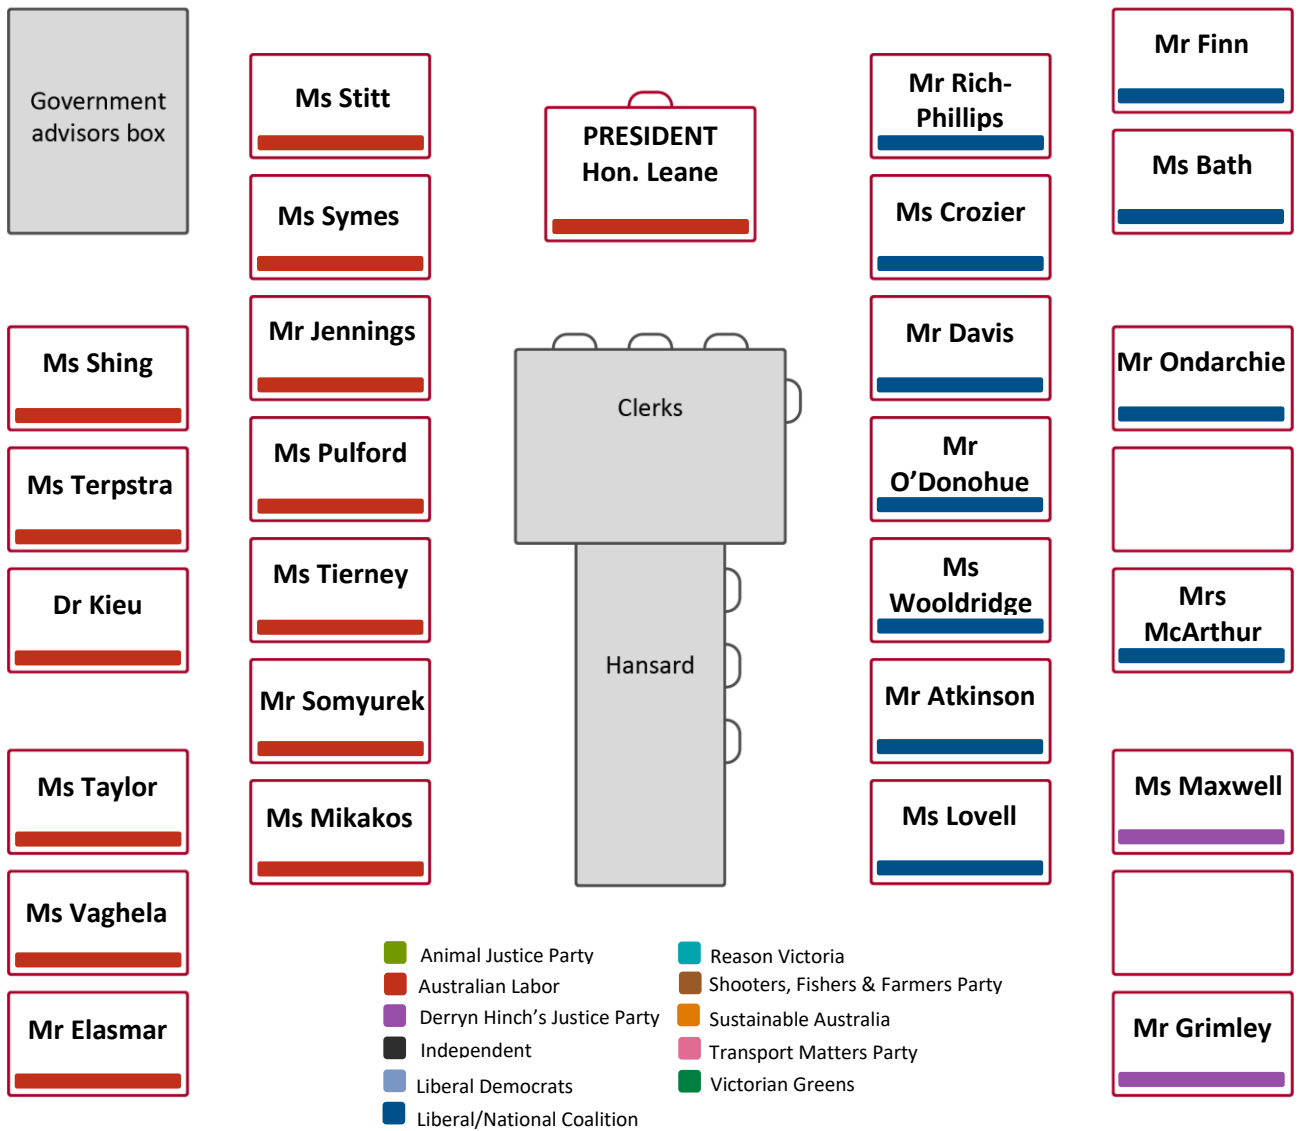 Government
advisors box
Ms Shing
Ms Terpstra
Dr Kieu
Ms Taylor
Ms Vaghela
Mr Elasmar
Ms Stitt
Ms Symes
Mr Jennings
Ms Pulford
Ms Tierney
Mr Somyurek
Ms Mikakos
PRESIDENT
Hon. Leane
Clerks
Hansard
Mr Rich-
Phillips
Ms Crozier
Mr Davis
Mr
O’Donohue
Ms
Wooldridge
Mr Atkinson
Ms Lovell
Mr Finn
Ms Bath
Mr Ondarchie
Mrs
McArthur
Ms Maxwell
Mr Grimley
Animal Justice Party
Australian Labor
Derryn Hinch’s Justice Party
Independent
Liberal Democrats
Liberal/National Coalition
Reason Victoria
Shooters, Fishers & Farmers Party
Sustainable Australia
Transport Matters Party
Victorian Greens